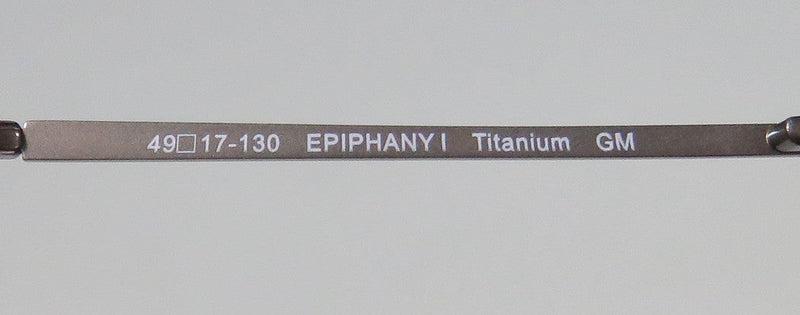 49□17-130 EPIPHANY I Titanium GM